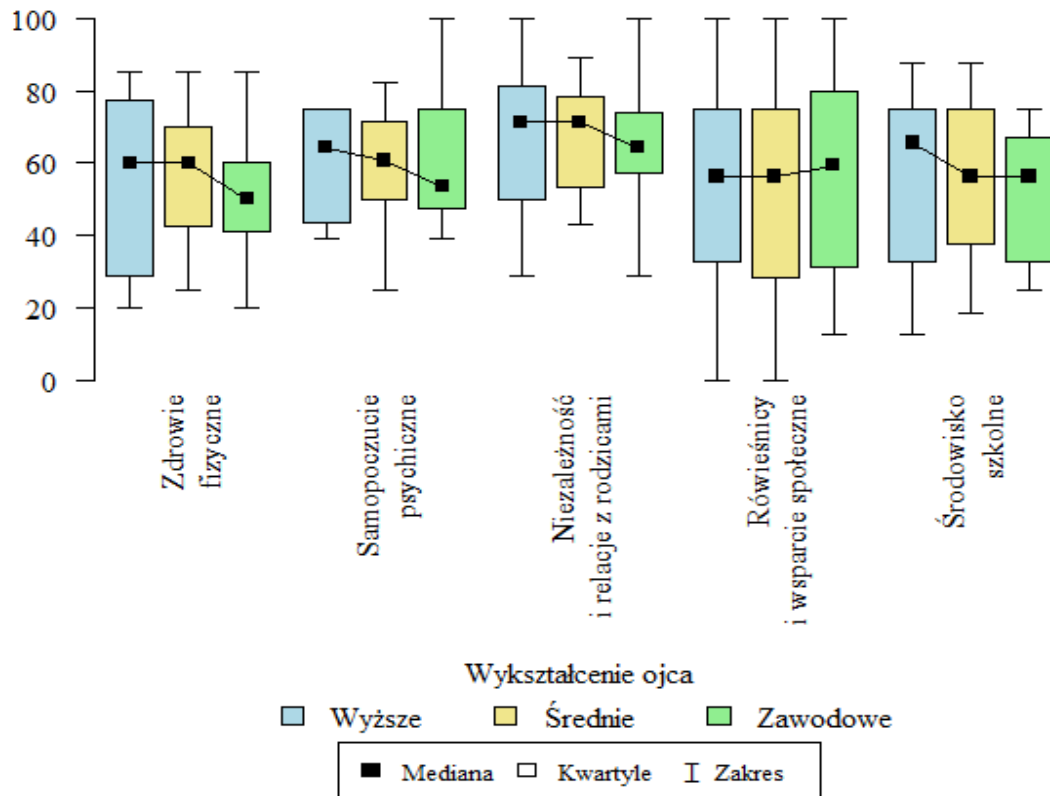 100
80
60
40
20
0
Zdrowie
fizyczne
Samopoczucie
psychiczne
Niezależność
i relacje z rodzicami
Rówieśnicy
i wsparcie społeczne
Środowisko
szkolne
Wykształcenie ojca
Wyższe Średnie Zawodowe
Mediana Kwartyle Zakres